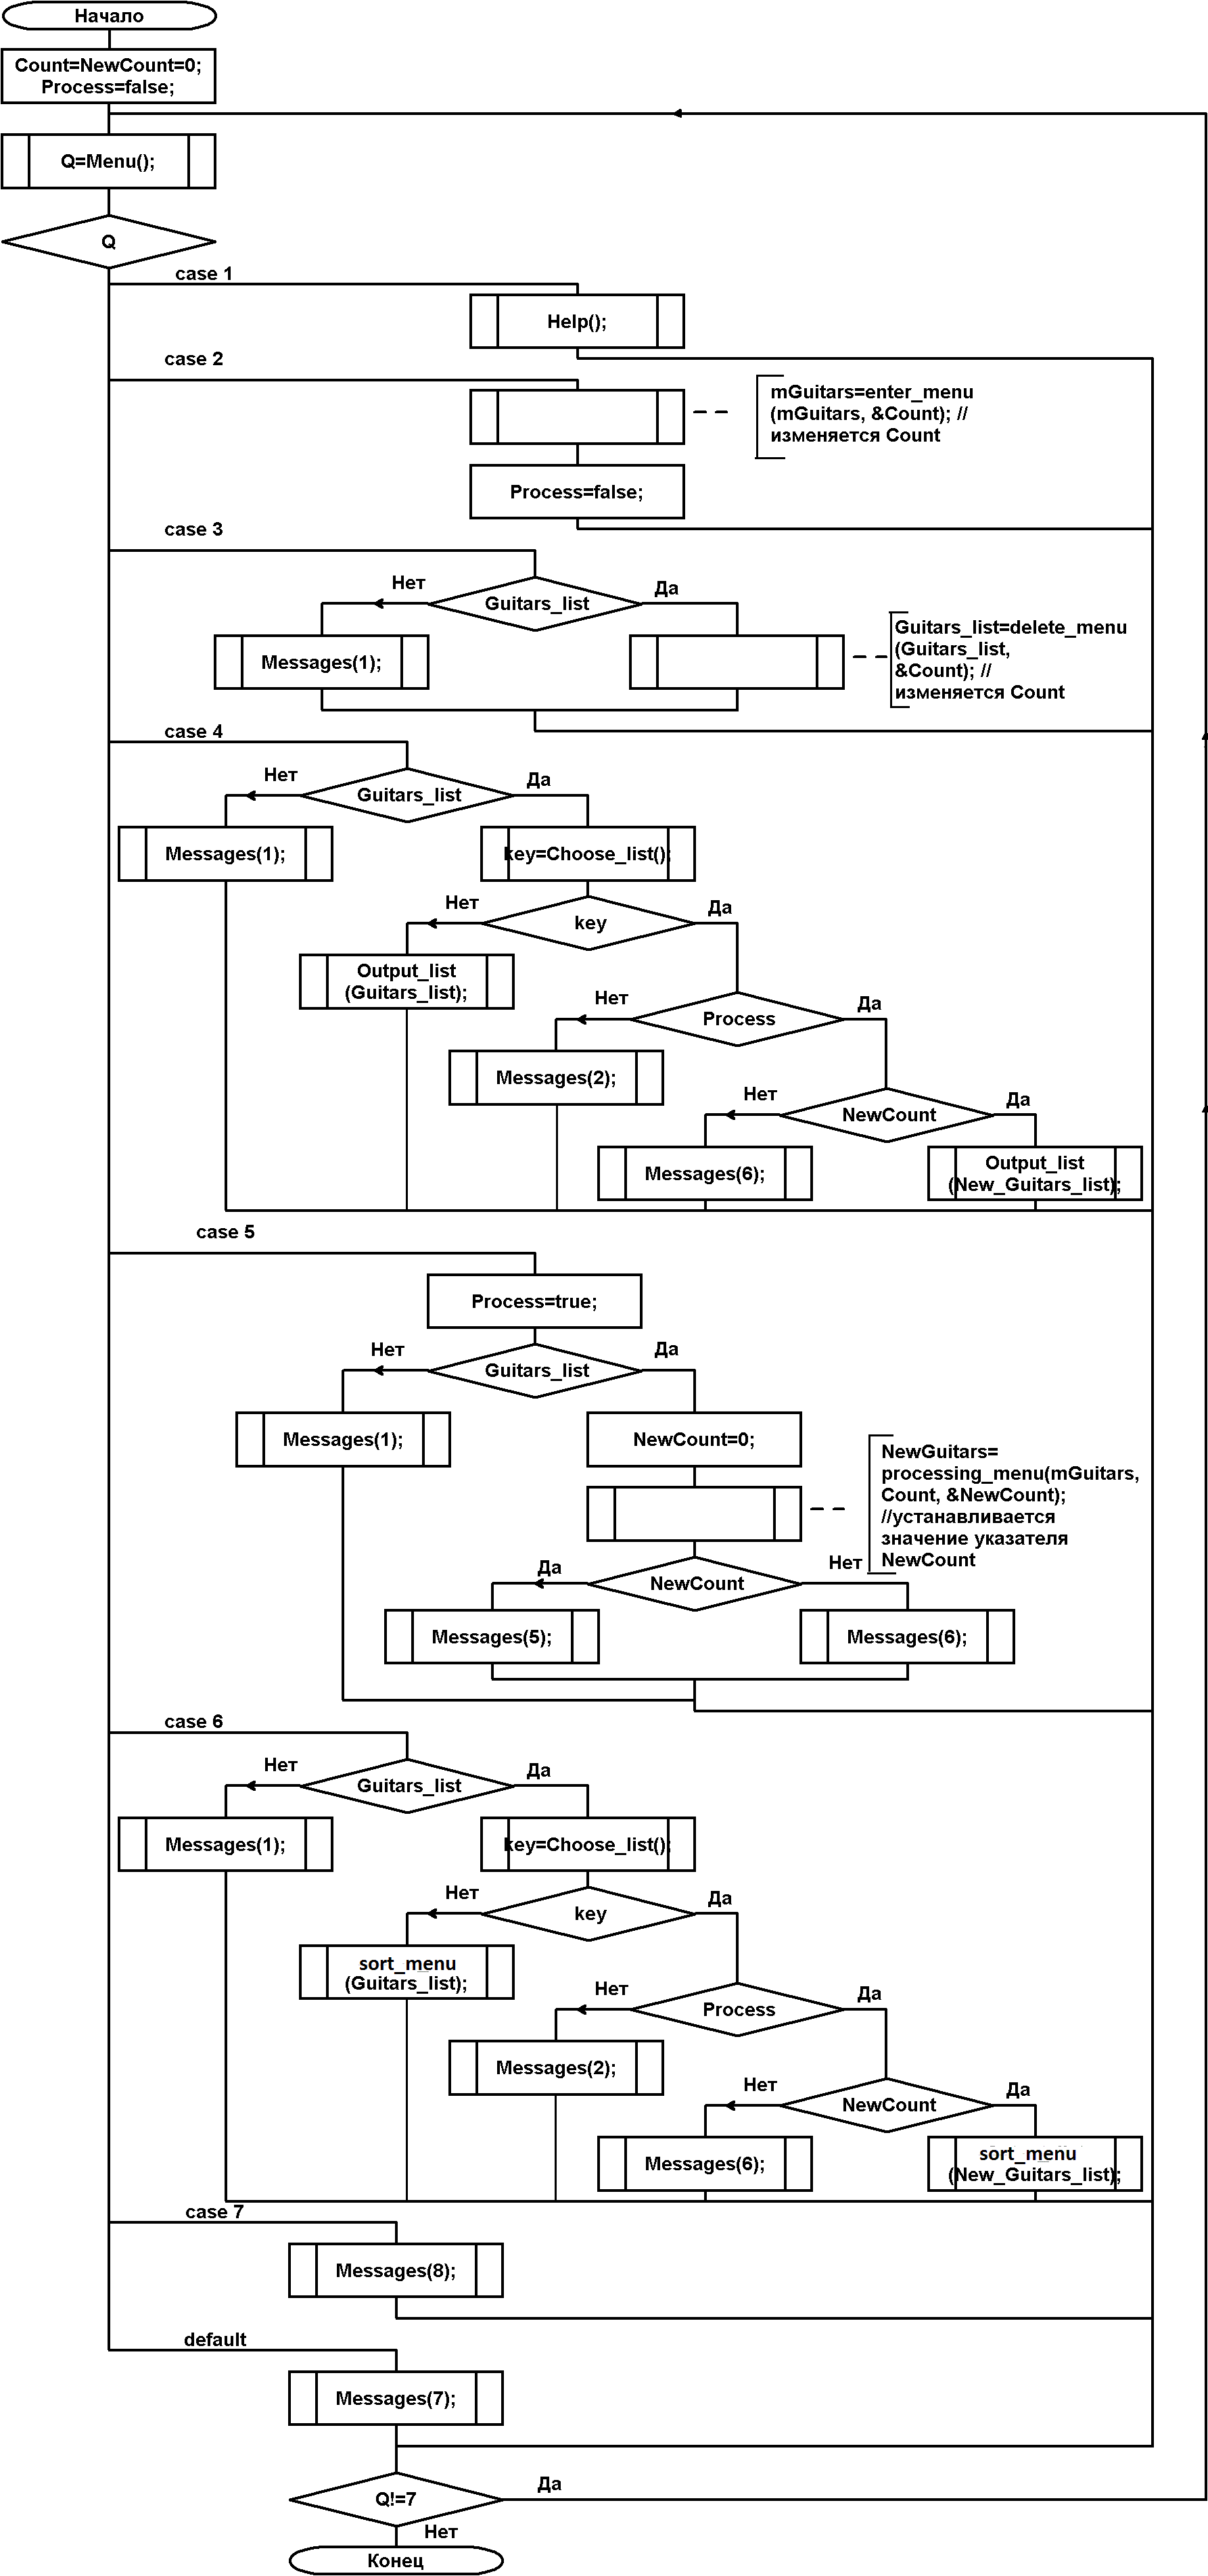 Начало
Count=NewCount=0;
Process=false;
Q=Menu();
Q
case 1
Help();
case 2
mGuitars=enter_menu
(mGuitars, &Count); //
изменяется Count
Process=false;
case 3
Нет
Guitars_list
Да
Messages(1);
Guitars_list=delete_menu
(Guitars_list,
&Count); //
изменяется Count
case 4
Нет
Guitars_list
Да
Messages(1);
key=Choose_list();
Нет
key
Да
Output_list
(Guitars_list);
Нет
Process
Да
Messages(2);
Нет
NewCount
Да
Messages(6);
Output_list
(New_Guitars_list);
case 5
Process=true;
Нет
Guitars_list
Да
Messages(1);
NewCount=0;
NewGuitars=
processing_menu(mGuitars,
Count, &NewCount);
//устанавливается
значение указателя
NewCount
Да
NewCount
Нет
Messages(5);
Messages(6);
case 6
Нет
Guitars_list
Да
Messages(1);
key=Choose_list();
Нет
key
Да
sort_menu
(Guitars_list);
Нет
Process
Да
Messages(2);
Нет
NewCount
Да
Messages(6);
sort_menu
(New_Guitars_list);
case 7
Messages(8);
default
Messages(7);
Q!=7
Да
Нет
Конец